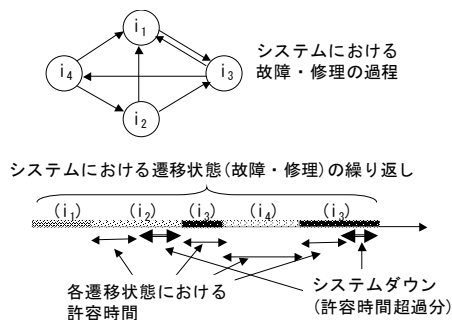 i1
i4
i3
i2
システムにおける
故障・修理の過程
システムにおける遷移状態(故障・修理)の繰り返し
(i1) (i2) (i3) (i4) (i3)
各遷移状態における
許容時間
システムダウン
(許容時間超過分)